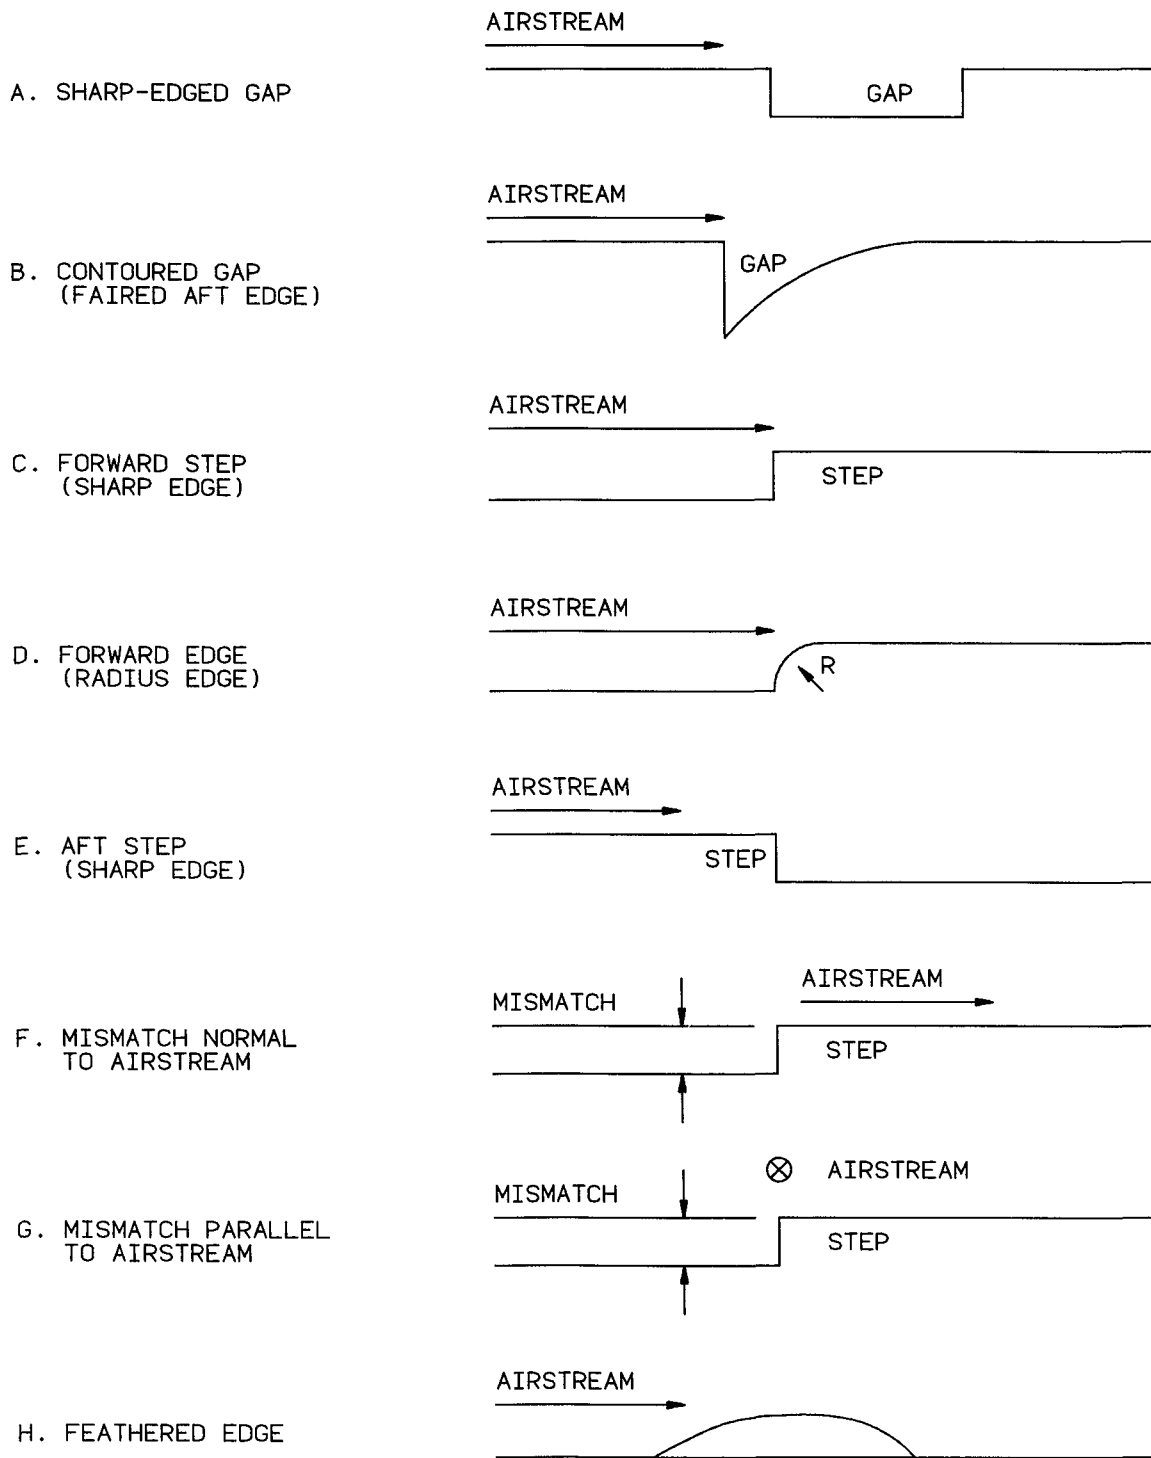 AIRSTREAM
A. SHARP-EDGED GAP
GAP
AIRSTREAM
B. CONTOURED GAP
(FAIRED AFT EDGE)
GAP
AIRSTREAM
C. FORWARD STEP
(SHARP EDGE)
STEP
AIRSTREAM
D. FORWARD EDGE
(RADIUS EDGE)
R
AIRSTREAM
E. AFT STEP
(SHARP EDGE)
STEP
AIRSTREAM
MISMATCH
F. MISMATCH NORMAL
TO AIRSTREAM
STEP
AIRSTREAM
MISMATCH
G. MISMATCH PARALLEL
TO AIRSTREAM
STEP
AIRSTREAM
H. FEATHERED EDGE